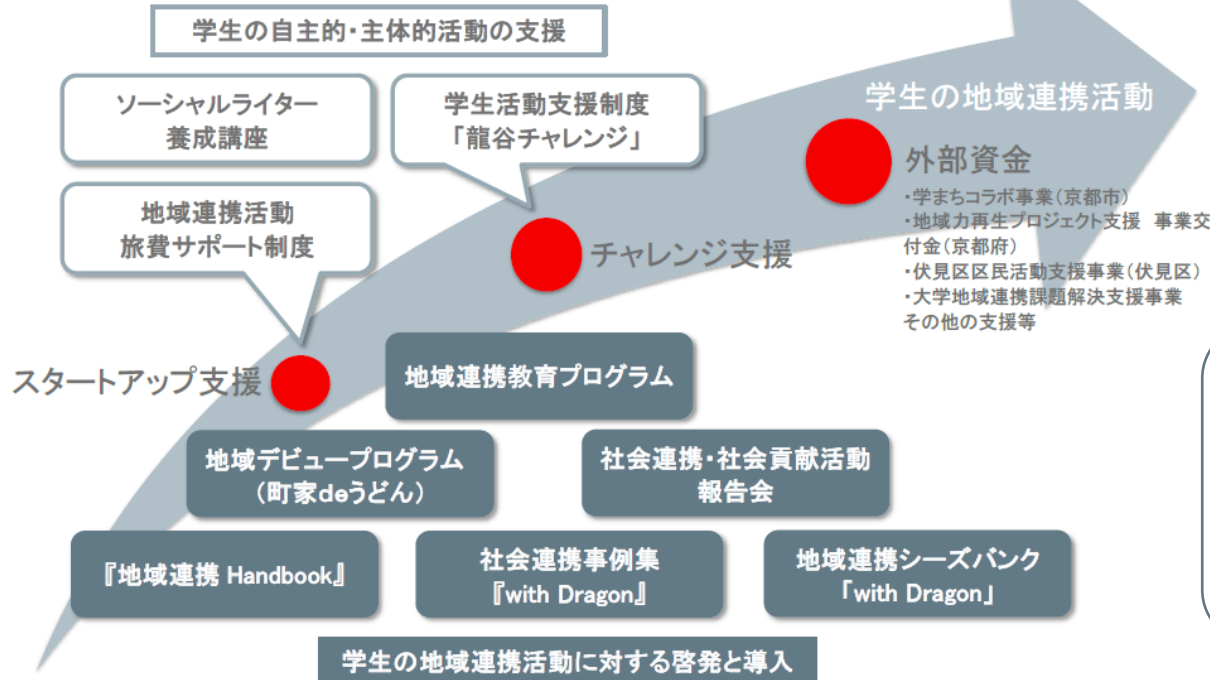 学生の自主的・主体的活動の支援
ソーシャルライター
養成講座
学生活動支援制度
「龍谷チャレンジ」
学生の地域連携活動
地域連携活動
旅費サポート制度
外部資金
・学まちコラボ事業(京都市)
・地域力再生プロジェクト支援　事業交
付金(京都府)
・伏見区区民活動支援事業(伏見区)
・大学地域連携課題解決支援事業
その他の支援等
チャレンジ支援
スタートアップ支援
地域連携教育プログラム
地域デビュープログラム
(町家deうどん)
社会連携・社会貢献活動
報告会
『地域連携 Handbook』
社会連携事例集
『with Dragon』
地域連携シーズバンク
「with Dragon」
学生の地域連携活動に対する啓発と導入